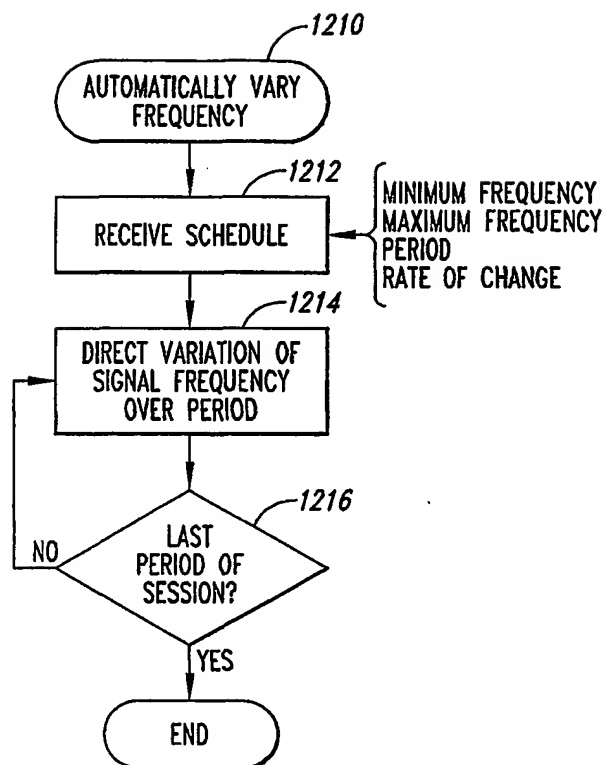 1210
AUTOMATICALLY VARY
FREQUENCY
1212
RECEIVE SCHEDULE
MINIMUM FREQUENCY
MAXIMUM FREQUENCY
PERIOD
RATE OF CHANGE
1214
DIRECT VARIATION OF
SIGNAL FREQUENCY
OVER PERIOD
1216
LAST
PERIOD OF
SESSION?
NO
YES
END